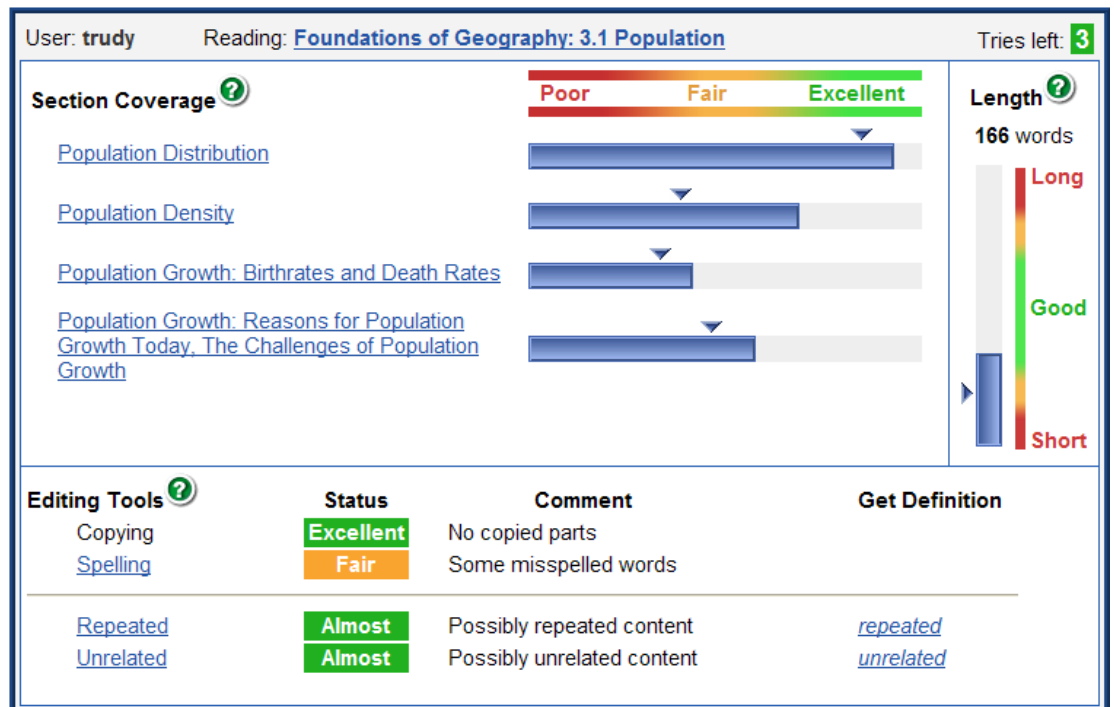 User: trudy Reading: Foundations of Geography: 3.1 Population Tries left: 3
Section Coverage ?
Poor Fair Excellent
Population Distribution
Population Density
Population Growth: Birthrates and Death Rates
Population Growth: Reasons for Population
Growth Today, The Challenges of Population
Growth
Length ?
166 words
Long
Good
Short
Editing Tools ? Status Comment Get Definition
Copying Excellent No copied parts
Spelling Fair Some misspelled words
Repeated Almost Possibly repeated content repeated
Unrelated Almost Possibly unrelated content unrelated